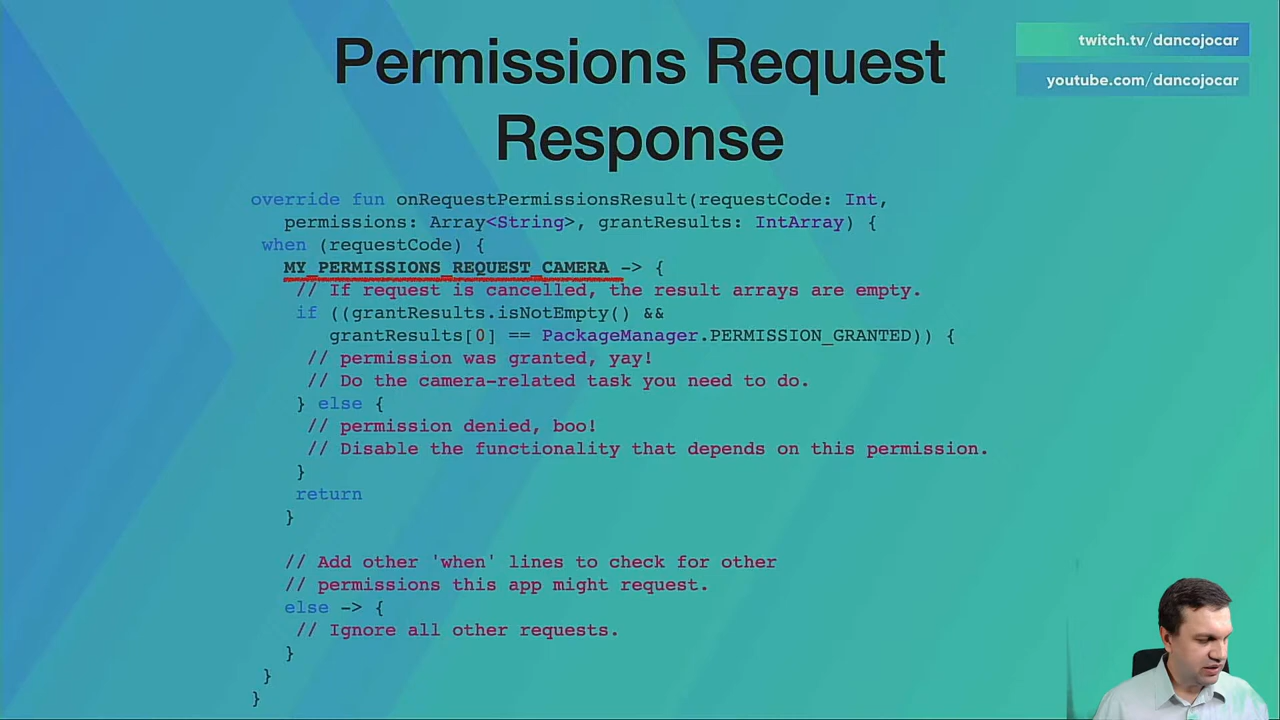 Permissions Request
Response
twitch.tv/dancojocar
youtube.com/dancojocar
override fun onRequestPermissionsResult(requestCode: Int,
permissions: Array<String>, grantResults: IntArray) {
when (requestCode) {
MY_PERMISSIONS_REQUEST_CAMERA -> {
// If request is cancelled, the result arrays are empty.
if ((grantResults.isNotEmpty() &&
grantResults[0] == PackageManager.PERMISSION_GRANTED)) {
// permission was granted, yay!
// Do the camera-related task you need to do.
} else {
// permission denied, boo!
// Disable the functionality that depends on this permission.
}
return
}
// Add other 'when' lines to check for other
// permissions this app might request.
else -> {
// Ignore all other requests.
}
}
}